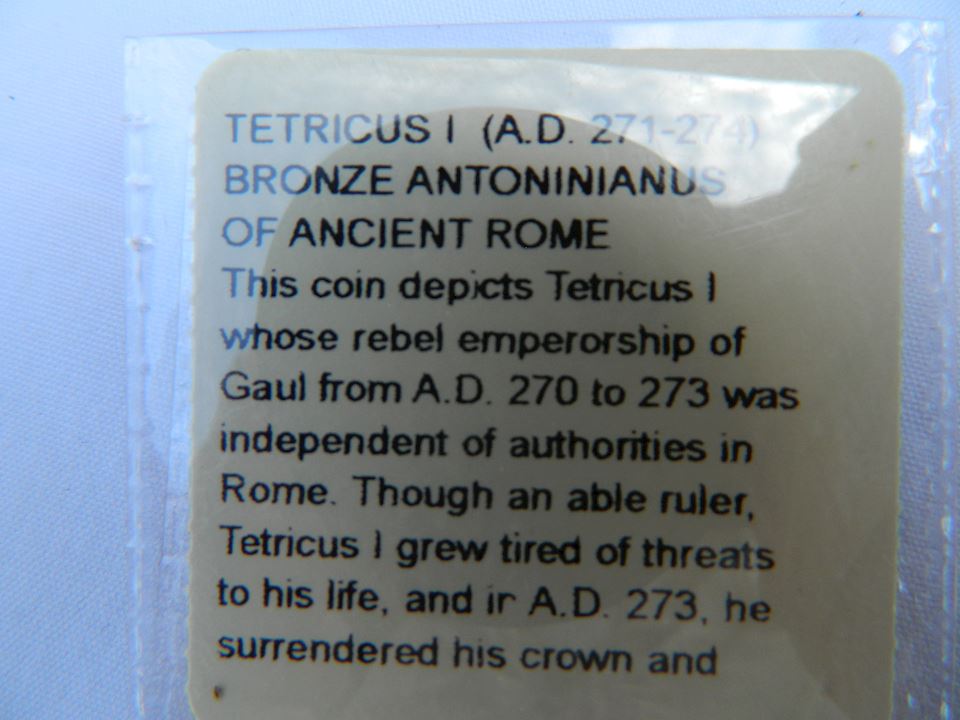 TETRICUS I (A.D. 271-274)
BRONZE ANTONINIANUS
OF ANCIENT ROME
This coin depicts Tetricus I
whose rebel emperorship of
Gaul from A.D. 270 to 273 was
independent of authorities in
Rome. Though an able ruler,
Tetricus I grew tired of threats
to his life, and in A.D. 273, he
surrendered his crown and